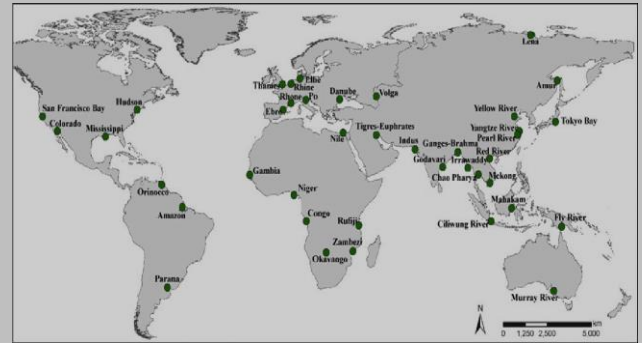 Lena
Elbe
Thames
Rhine
Amur
Rhone
Po
Danube
Volga
San Francisco Bay
Hudson
Ebro
Yellow River
Colorado
Mississippi
Yangtze River
Tokyo Bay
Pearl River
Nile
Tigres-Euphrates
Indus
Ganges-Brahma
Red River
Godavari
Irrawaddy
Gambia
Chao Pharya
Mekong
Orinoco
Niger
Mahakam
Amazon
Congo
Rufiji
Ciliwung River
Fly River
Zambezi
Okavango
Parana
Murray River
N
km
0 1,250 2,500 5,000